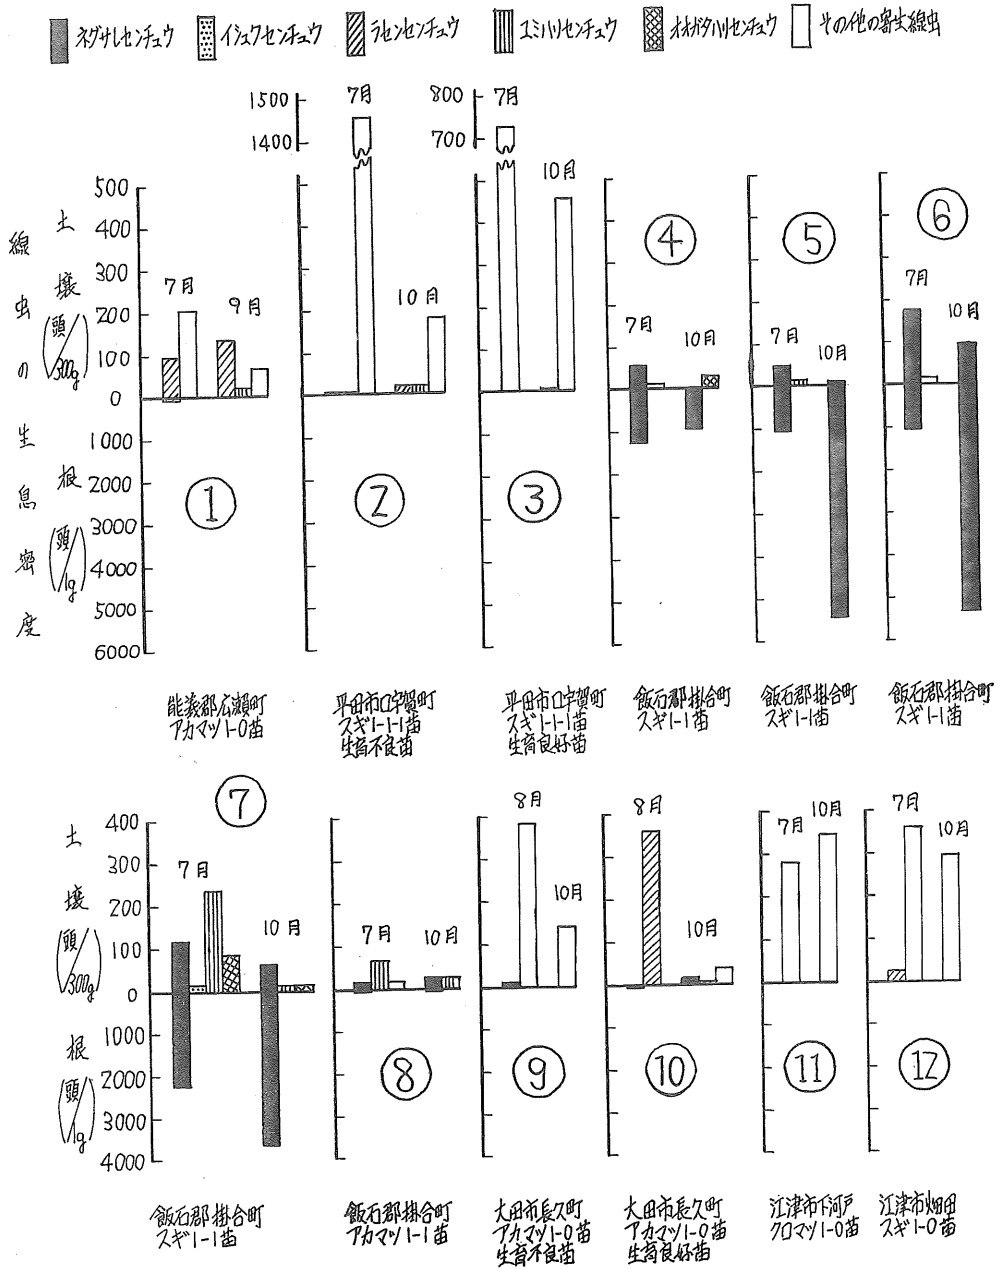 ネグサレセンチュウ イシュクセンチュウ ラセンセンチュウ ユミハリセンチュウ オオガタハリセンチュウ その他の寄生線虫
線虫の生息密度
土壌(頭/300g)
根(頭/1g)
500
400
300
200
100
0
1000
2000
3000
4000
5000
6000
7月
9月
①
能義郡広瀬町
アカマツ1-0苗
1500
1400
7月
10月
②
平田市口宇賀町
スギ1-1-1苗
生育不良苗
800
700
7月
10月
③
平田市口宇賀町
スギ1-1-1苗
生育良好苗
④
7月
10月
飯石郡掛合町
スギ1-1苗
⑤
7月
10月
飯石郡掛合町
スギ1-1苗
⑥
7月
10月
飯石郡掛合町
スギ1-1苗
土壌(頭/300g)
根(頭/1g)
400
300
200
100
0
1000
2000
3000
4000
⑦
7月
10月
飯石郡掛合町
スギ1-1苗
7月
10月
⑧
飯石郡掛合町
アカマツ1-1苗
8月
10月
⑨
大田市長久町
アカマツ1-0苗
生育不良苗
8月
10月
⑩
大田市長久町
アカマツ1-0苗
生育良好苗
7月
10月
⑪
江津市下河戸
クロマツ1-0苗
7月
10月
⑫
江津市畑田
スギ1-0苗